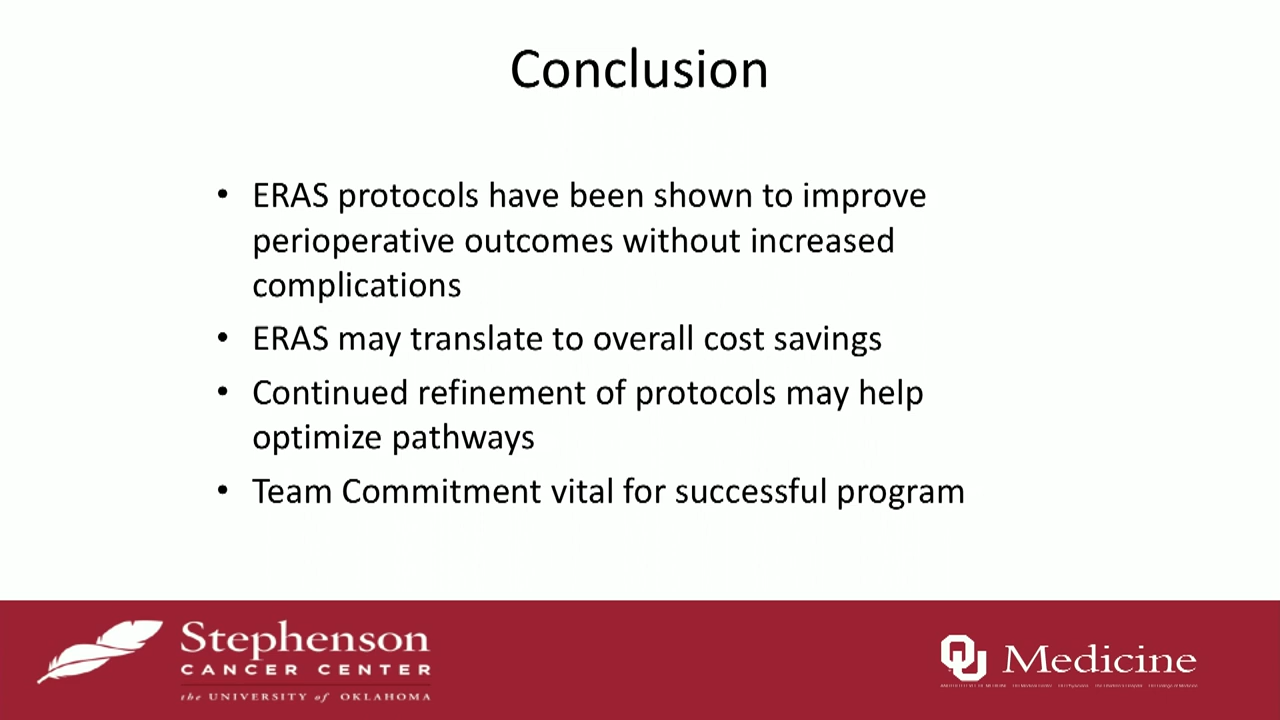 Conclusion
• ERAS protocols have been shown to improve
perioperative outcomes without increased
complications
• ERAS may translate to overall cost savings
• Continued refinement of protocols may help
optimize pathways
• Team Commitment vital for successful program
Stephenson
CANCER CENTER
the UNIVERSITY of OKLAHOMA
OU Medicine